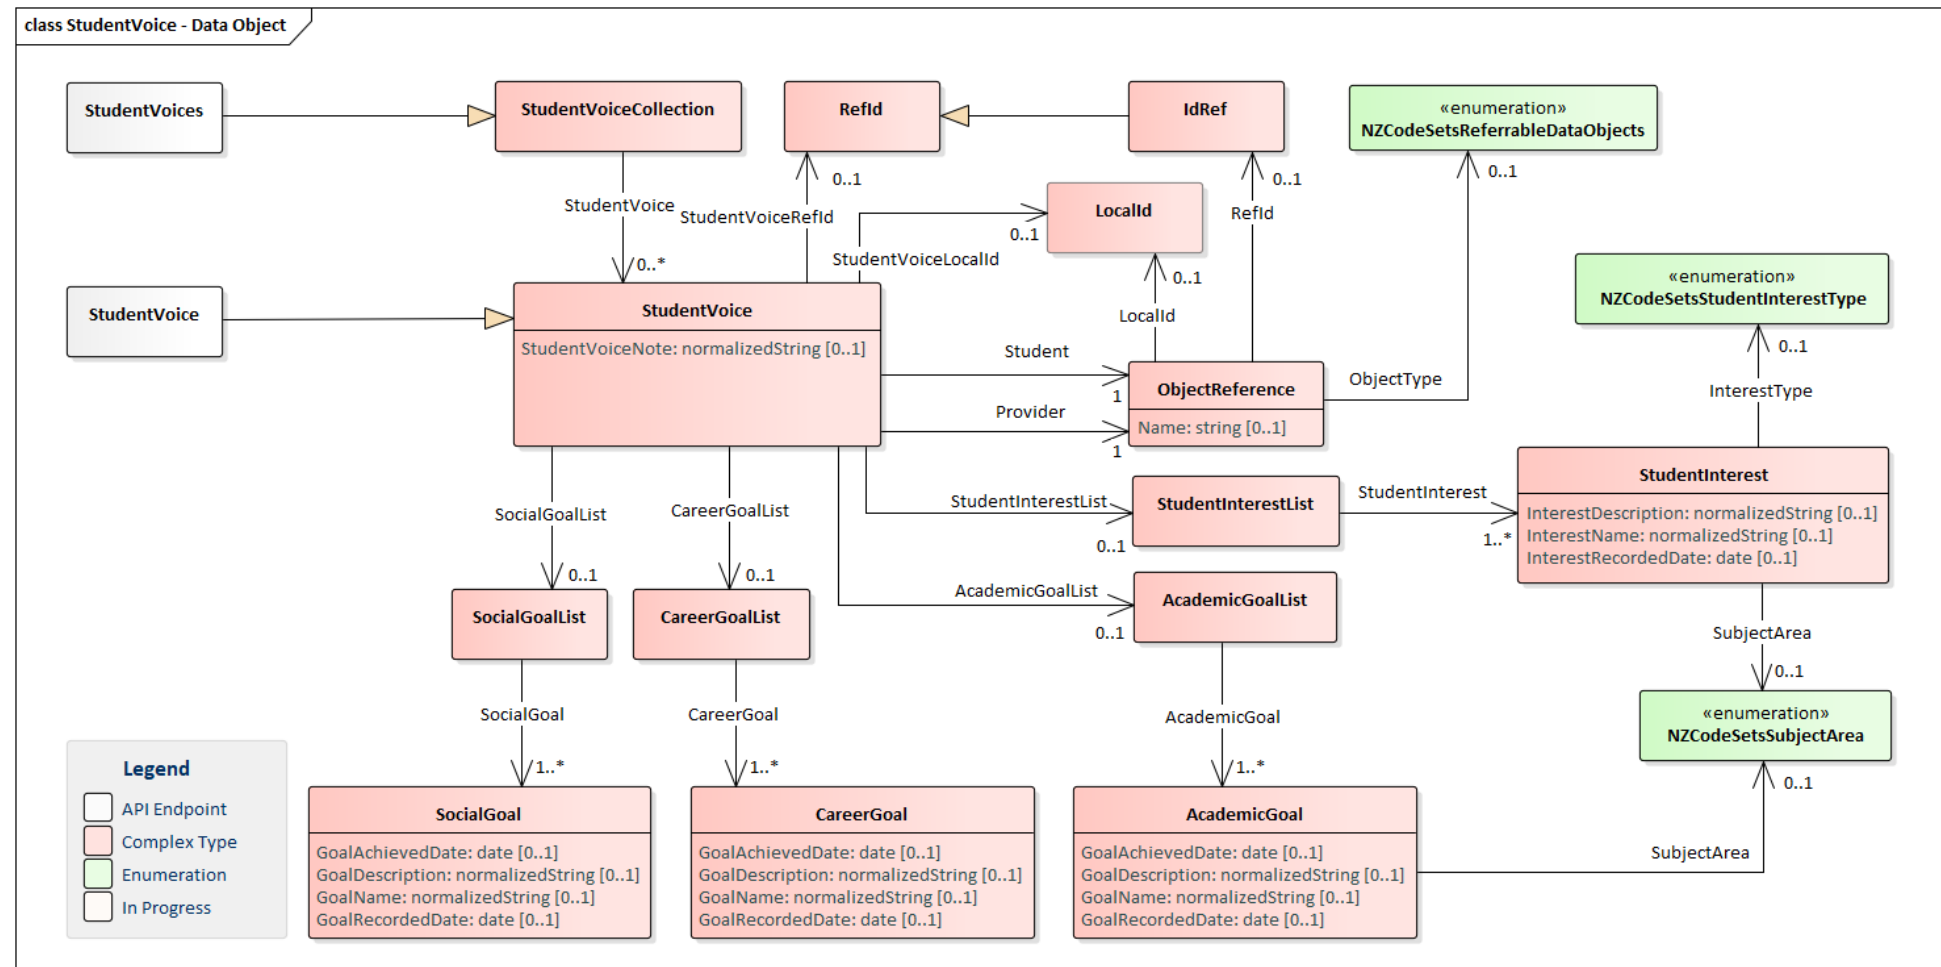 class StudentVoice - Data Object
StudentVoices
StudentVoiceCollection
RefId
IdRef
«enumeration»
NZCodeSetsReferrableDataObjects
0..1
0..1
0..1
StudentVoice
StudentVoiceRefId
LocalId
RefId
0..1
StudentVoiceLocalId
0..*
0..1
«enumeration»
NZCodeSetsStudentInterestType
StudentVoice
StudentVoice
StudentVoiceNote: normalizedString [0..1]
LocalId
0..1
Student
1
ObjectReference
Name: string [0..1]
ObjectType
InterestType
Provider
1
StudentInterest
InterestDescription: normalizedString [0..1]
InterestName: normalizedString [0..1]
InterestRecordedDate: date [0..1]
StudentInterestList
0..1
StudentInterestList
StudentInterest
1..*
SocialGoalList
0..1
CareerGoalList
0..1
AcademicGoalList
0..1
SocialGoalList
CareerGoalList
AcademicGoalList
SubjectArea
0..1
SocialGoal
1..*
CareerGoal
1..*
AcademicGoal
1..*
«enumeration»
NZCodeSetsSubjectArea
0..1
Legend
API Endpoint
Complex Type
Enumeration
In Progress
SocialGoal
GoalAchievedDate: date [0..1]
GoalDescription: normalizedString [0..1]
GoalName: normalizedString [0..1]
GoalRecordedDate: date [0..1]
CareerGoal
GoalAchievedDate: date [0..1]
GoalDescription: normalizedString [0..1]
GoalName: normalizedString [0..1]
GoalRecordedDate: date [0..1]
AcademicGoal
GoalAchievedDate: date [0..1]
GoalDescription: normalizedString [0..1]
GoalName: normalizedString [0..1]
GoalRecordedDate: date [0..1]
SubjectArea